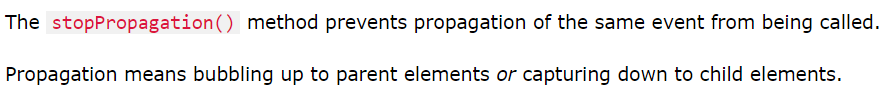 The stopPropagation() method prevents propagation of the same event from being called.
Propagation means bubbling up to parent elements or capturing down to child elements.